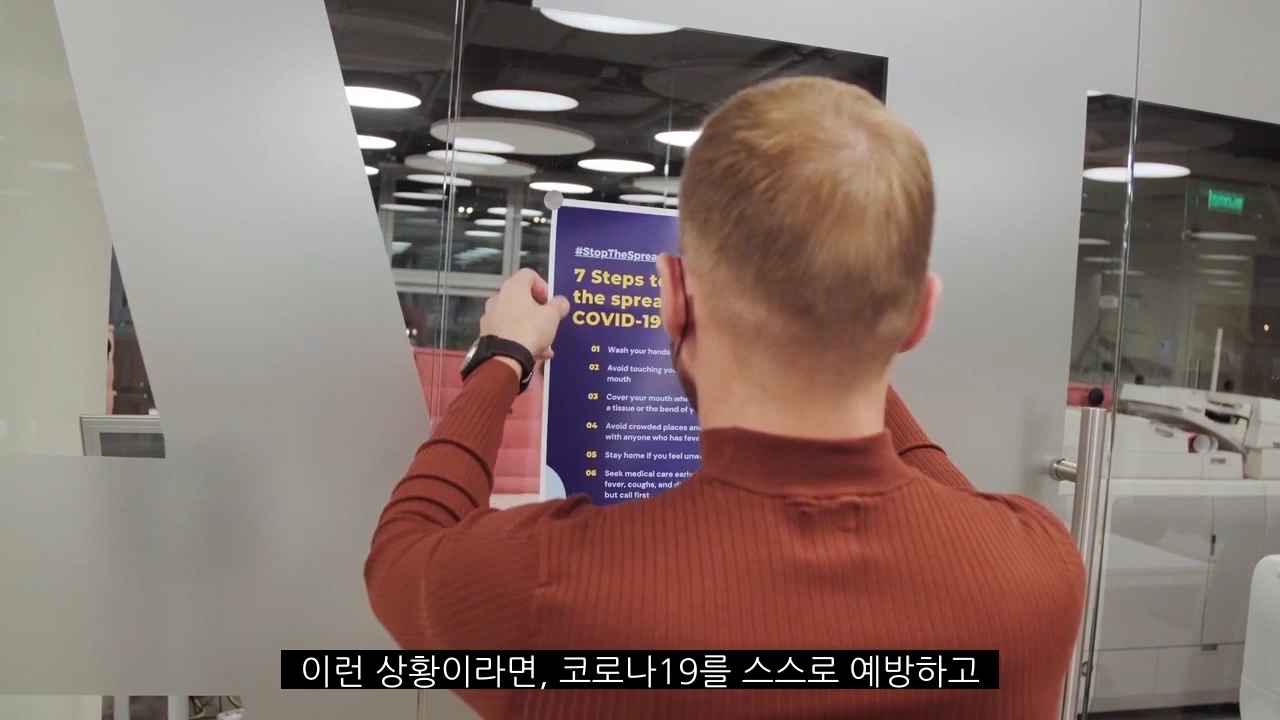 #StopTheSprea
7 Steps to
the sprea
COVID-19
01 Wash your hands
02 Avoid touching you
mouth
03 Cover your mouth whe
a tissue or the bend of y
04 Avoid crowded places an
with anyone who has feve
05 Stay home if you feel unw
06 Seek medical care early
fever, coughs, and di
but call first
이런 상황이라면, 코로나19를 스스로 예방하고